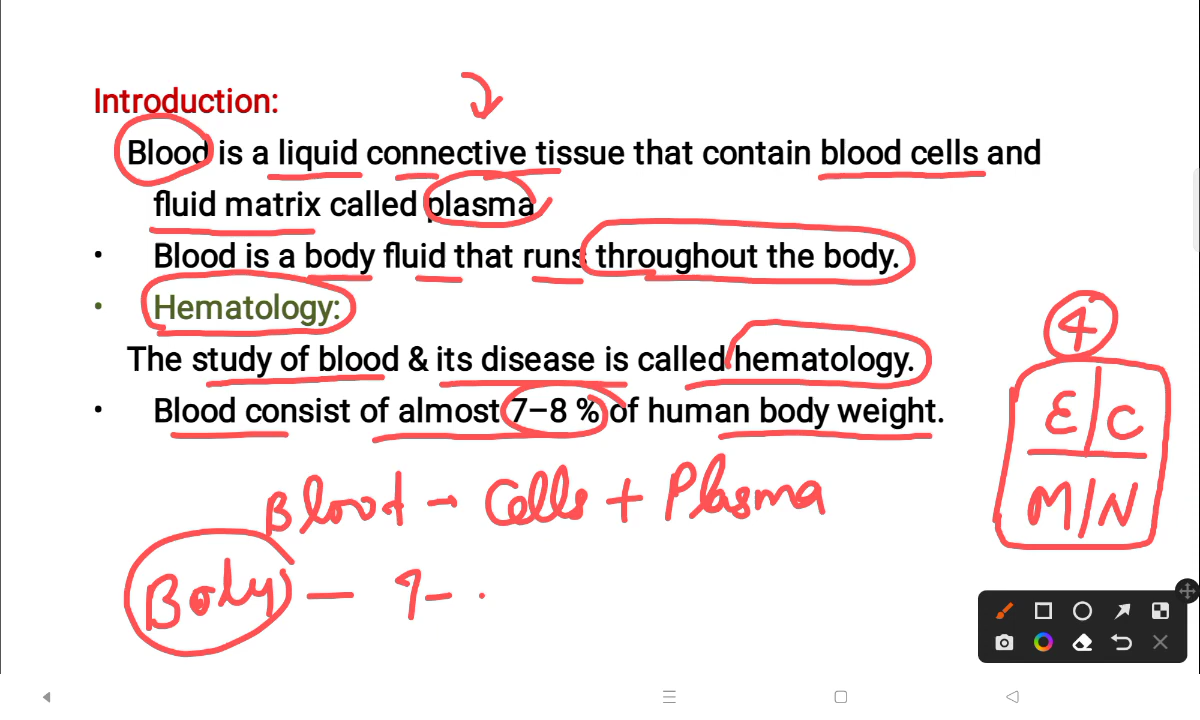 Introduction:
Blood is a liquid connective tissue that contain blood cells and
fluid matrix called plasma
• Blood is a body fluid that runs throughout the body.
• Hematology:
The study of blood & its disease is called hematology.
• Blood consist of almost 7–8 % of human body weight.
4
E/C
M/N
Blood - Cells + Plasma
Body -